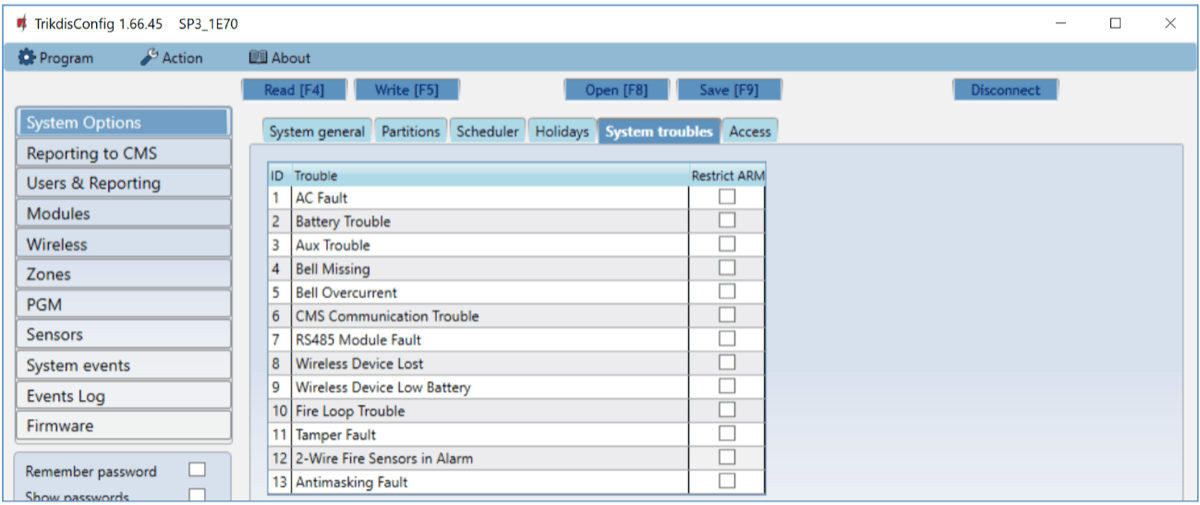 TrikdisConfig 1.66.45 SP3_1E70
Program Action About
Read [F4] Write [F5] Open [F8] Save [F9] Disconnect
System Options
Reporting to CMS
Users & Reporting
Modules
Wireless
Zones
PGM
Sensors
System events
Events Log
Firmware
Remember password
Show passwords
System general Partitions Scheduler Holidays System troubles Access
ID Trouble Restrict ARM
1 AC Fault
2 Battery Trouble
3 Aux Trouble
4 Bell Missing
5 Bell Overcurrent
6 CMS Communication Trouble
7 RS485 Module Fault
8 Wireless Device Lost
9 Wireless Device Low Battery
10 Fire Loop Trouble
11 Tamper Fault
12 2-Wire Fire Sensors in Alarm
13 Antimasking Fault